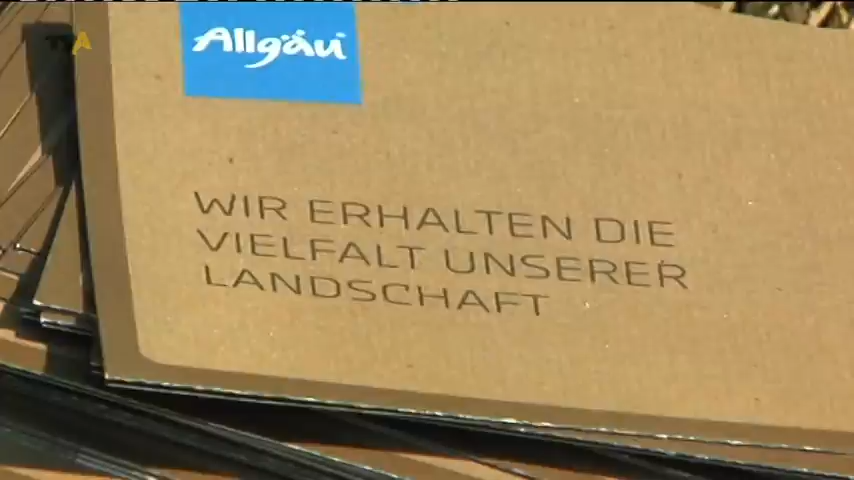 Allgäu
WIR ERHALTEN DIE
VIELFALT UNSERER
LANDSCHAFT